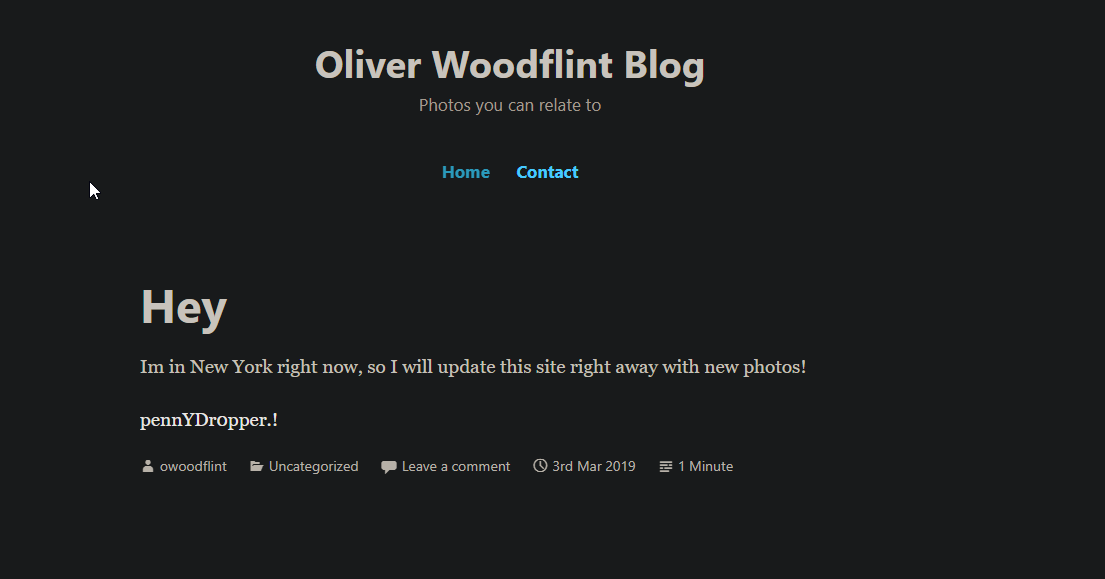 Oliver Woodflint Blog
Photos you can relate to
Home Contact
Hey
Im in New York right now, so I will update this site right away with new photos!
pennYDr0pper.!
owoodflint Uncategorized Leave a comment 3rd Mar 2019 1 Minute